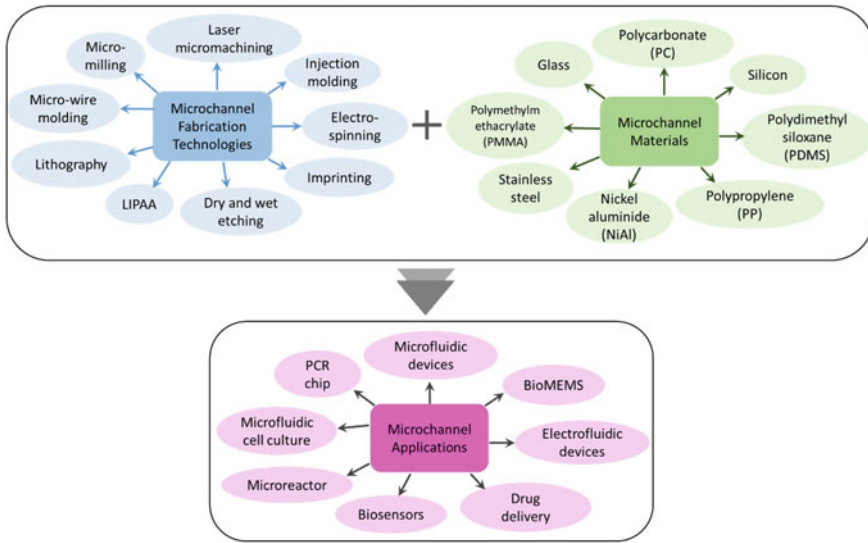 Laser
micromachining
Micro-
milling
Injection
molding
Micro-wire
molding
Microchannel
Fabrication
Technologies
Electro-
spinning
Lithography
Imprinting
LIPAA
Dry and wet
etching
+
Polycarbonate
(PC)
Glass
Silicon
Polymethylm
ethacrylate
(PMMA)
Microchannel
Materials
Polydimethyl
siloxane
(PDMS)
Stainless
steel
Nickel
aluminide
(NiAl)
Polypropylene
(PP)
Microfluidic
devices
PCR
chip
BioMEMS
Microfluidic
cell culture
Microchannel
Applications
Electrofluidic
devices
Microreactor
Biosensors
Drug
delivery